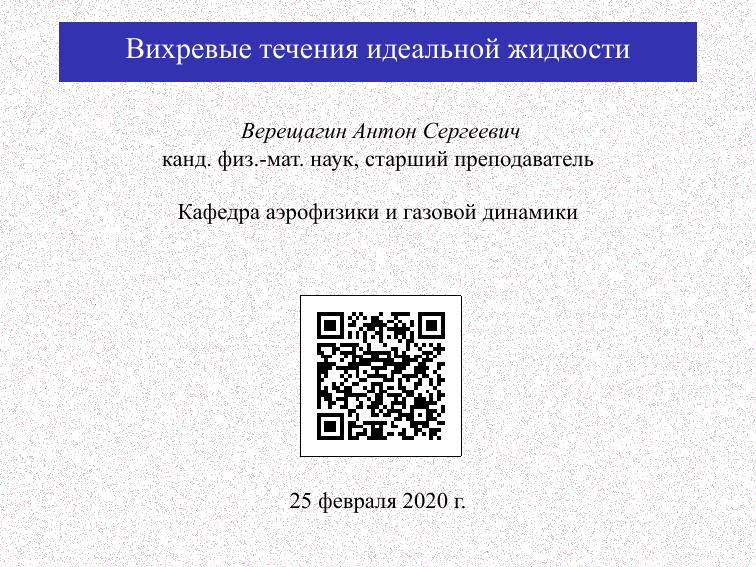 Вихревые течения идеальной жидкости
Верещагин Антон Сергеевич
канд. физ.-мат. наук, старший преподаватель
Кафедра аэрофизики и газовой динамики
25 февраля 2020 г.